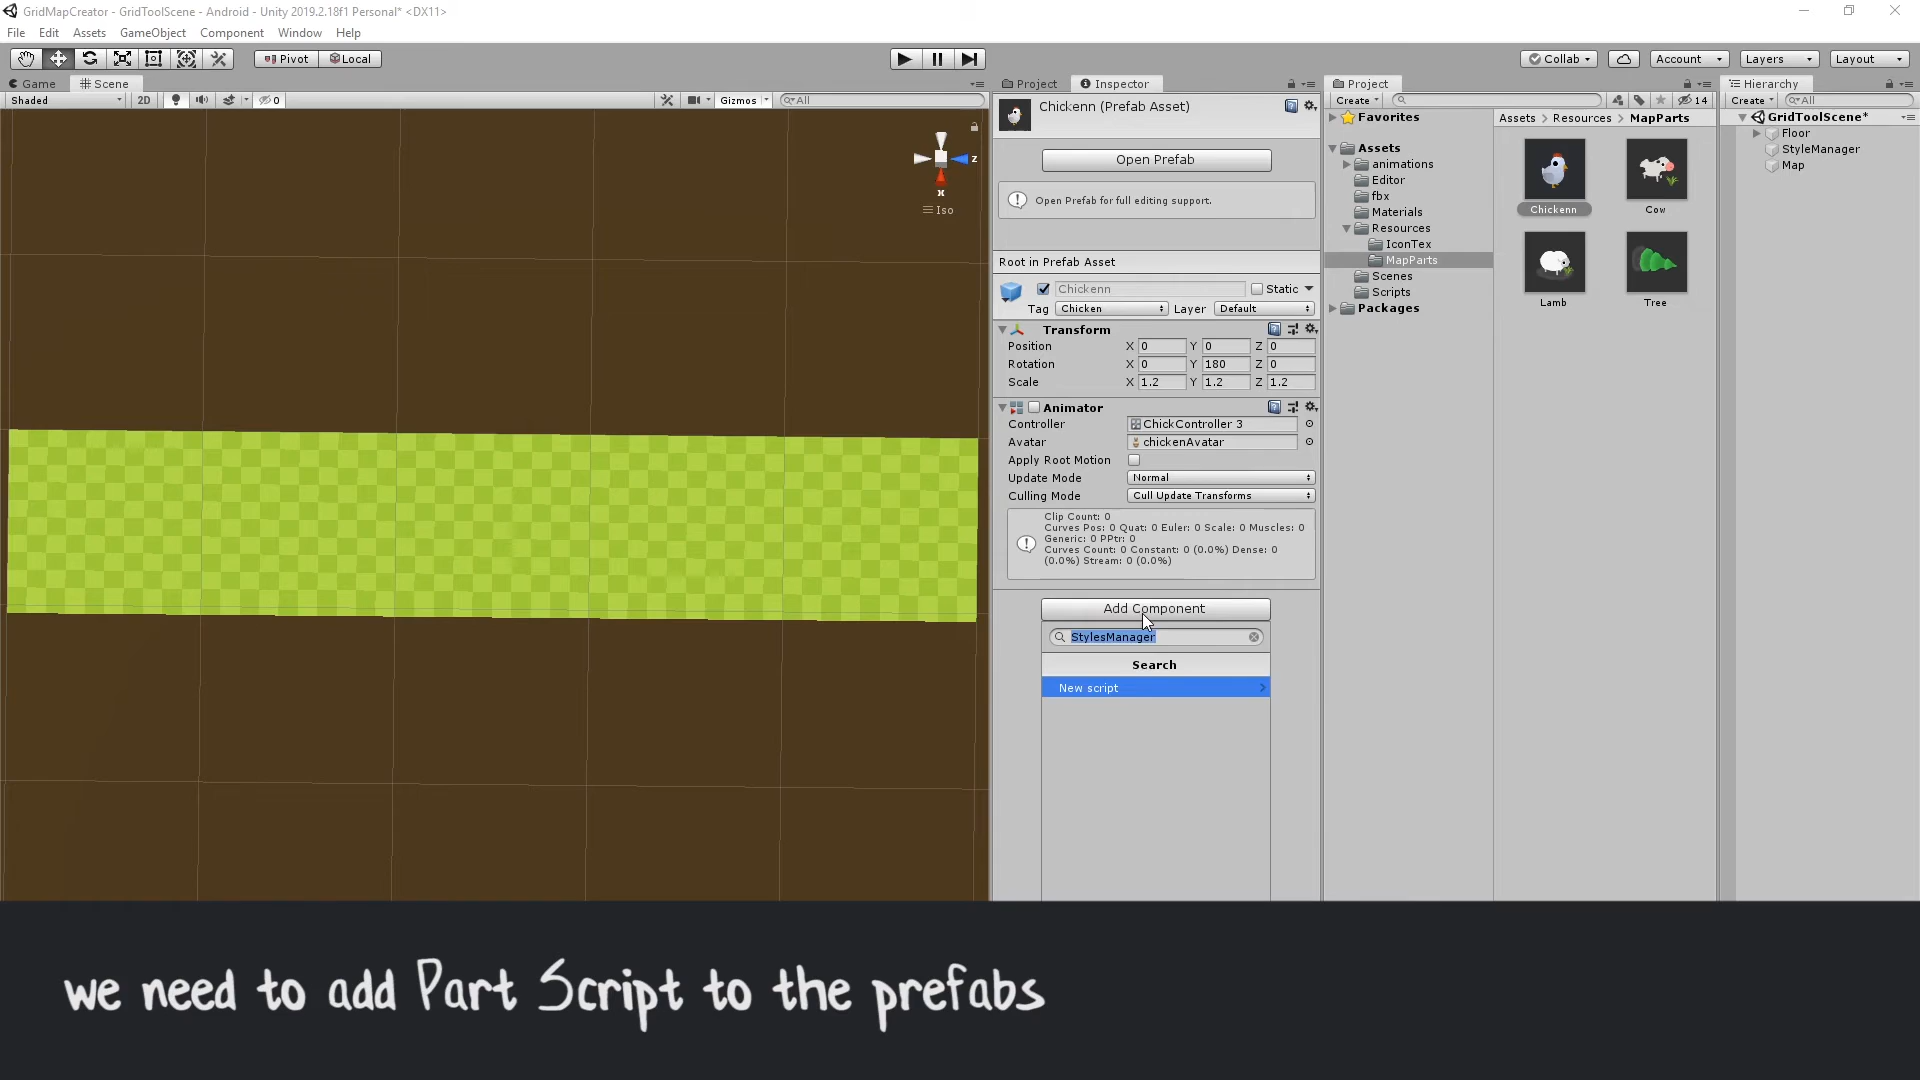 GridMapCreator - GridToolScene - Android - Unity 2019.2.18f1 Personal* <DX11>
File Edit Assets GameObject Component Window Help
Pivot Local Collab Account Layers Layout
Game Scene
Shaded 2D 0 Gizmos All
z
x
Iso
Project Inspector
Chickenn (Prefab Asset)
Open Prefab
Open Prefab for full editing support.
Root in Prefab Asset
Chickenn Static
Tag Chicken Layer Default
Transform
Position X 0 Y 0 Z 0
Rotation X 0 Y 180 Z 0
Scale X 1.2 Y 1.2 Z 1.2
Animator
Controller ChickController 3
Avatar chickenAvatar
Apply Root Motion
Update Mode Normal
Culling Mode Cull Update Transforms
Clip Count: 0
Curves Pos: 0 Quat: 0 Euler: 0 Scale: 0 Muscles: 0
Generic: 0 PPtr: 0
Curves Count: 0 Constant: 0 (0.0%) Dense: 0
(0.0%) Stream: 0 (0.0%)
Add Component
StylesManager
Search
New script
Project
Create 14
Favorites
Assets
animations
Editor
fbx
Materials
Resources
IconTex
MapParts
Scenes
Scripts
Packages
Assets > Resources > MapParts
Chickenn Cow
Lamb Tree
Hierarchy
Create All
GridToolScene*
Floor
StyleManager
Map
we need to add Part Script to the prefabs